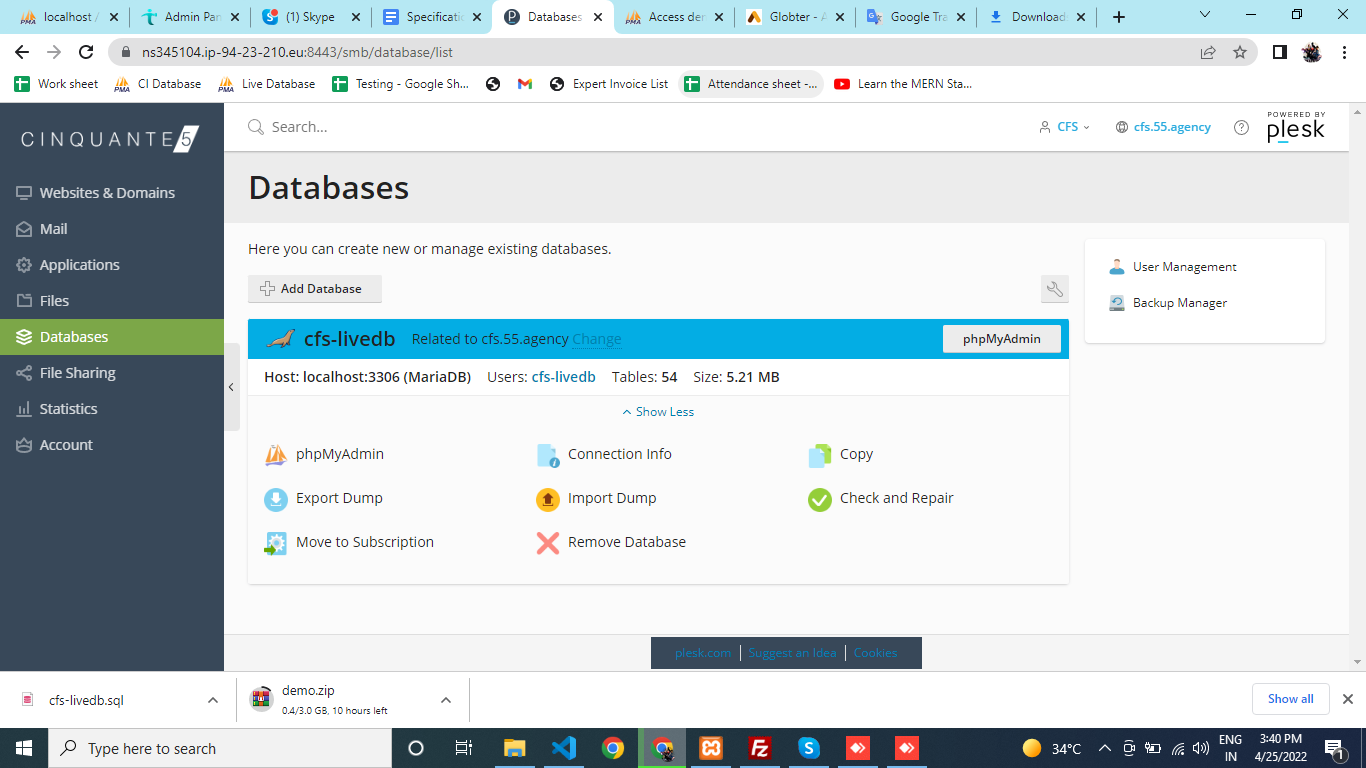 localhost /
Admin Pan
(1) Skype
Specificatio
Databases
Access den
Globter - A
Google Tra
Download
ns345104.ip-94-23-210.eu:8443/smb/database/list
Work sheet
CI Database
Live Database
Testing - Google Sh...
Expert Invoice List
Attendance sheet -...
Learn the MERN Sta...
CINQUANTE 5
Search...
CFS
cfs.55.agency
POWERED BY
plesk
Websites & Domains
Mail
Applications
Files
Databases
File Sharing
Statistics
Account
Databases
Here you can create new or manage existing databases.
Add Database
cfs-livedb
Related to cfs.55.agency Change
phpMyAdmin
Host: localhost:3306 (MariaDB) Users: cfs-livedb Tables: 54 Size: 5.21 MB
Show Less
phpMyAdmin
Connection Info
Copy
Export Dump
Import Dump
Check and Repair
Move to Subscription
Remove Database
User Management
Backup Manager
plesk.com
Suggest an Idea
Cookies
cfs-livedb.sql
demo.zip
0.4/3.0 GB, 10 hours left
Show all
Type here to search
34°C
ENG
IN
3:40 PM
4/25/2022
1